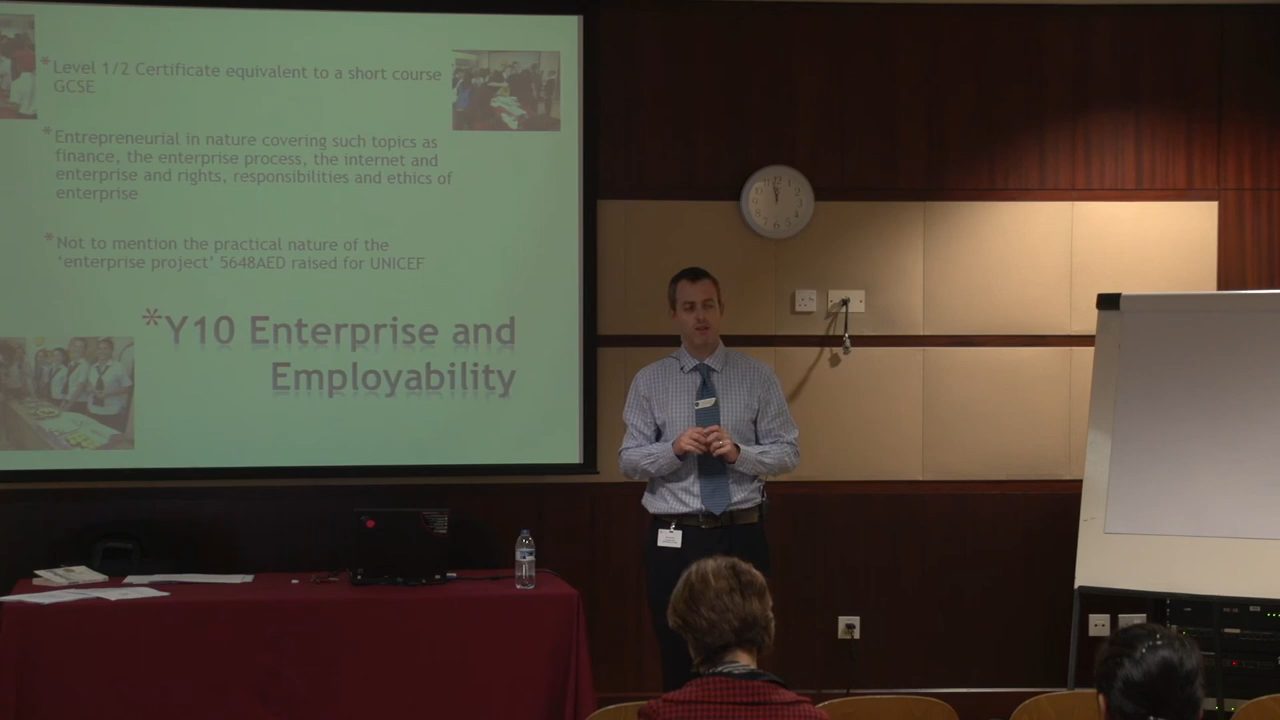 *Level 1/2 Certificate equivalent to a short course
GCSE
*Entrepreneurial in nature covering such topics as
finance, the enterprise process, the internet and
enterprise and rights, responsibilities and ethics of
enterprise
*Not to mention the practical nature of the
‘enterprise project’ 5648AED raised for UNICEF
*Y10 Enterprise and
Employability